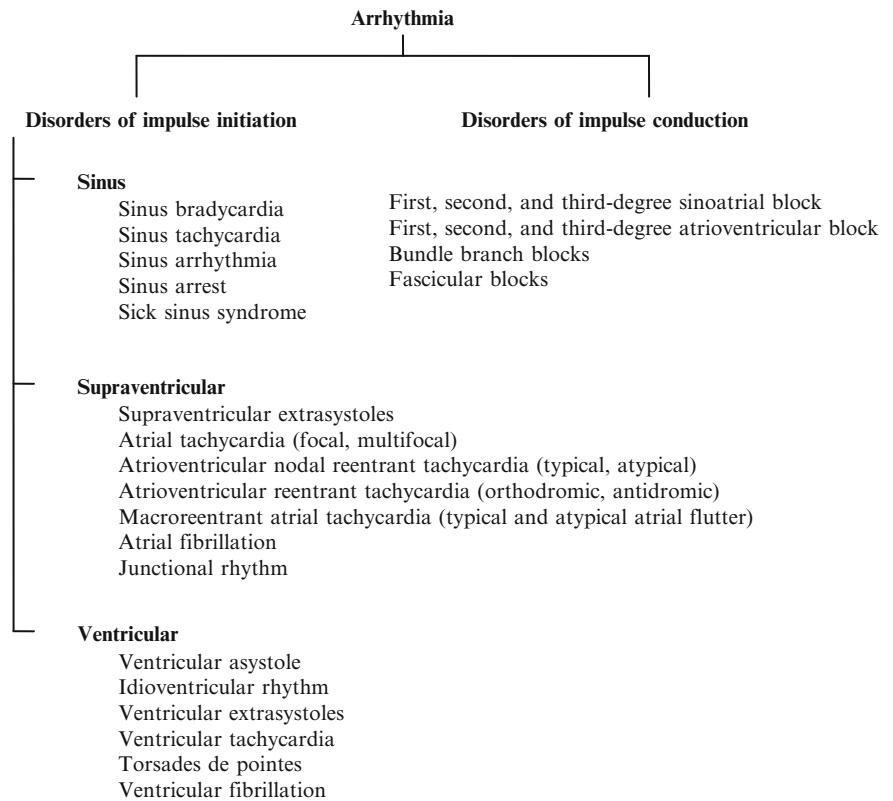 Arrhythmia
Disorders of impulse initiation
Disorders of impulse conduction
Sinus
Sinus bradycardia
Sinus tachycardia
Sinus arrhythmia
Sinus arrest
Sick sinus syndrome
First, second, and third-degree sinoatrial block
First, second, and third-degree atrioventricular block
Bundle branch blocks
Fascicular blocks
Supraventricular
Supraventricular extrasystoles
Atrial tachycardia (focal, multifocal)
Atrioventricular nodal reentrant tachycardia (typical, atypical)
Atrioventricular reentrant tachycardia (orthodromic, antidromic)
Macroreentrant atrial tachycardia (typical and atypical atrial flutter)
Atrial fibrillation
Junctional rhythm
Ventricular
Ventricular asystole
Idioventricular rhythm
Ventricular extrasystoles
Ventricular tachycardia
Torsades de pointes
Ventricular fibrillation